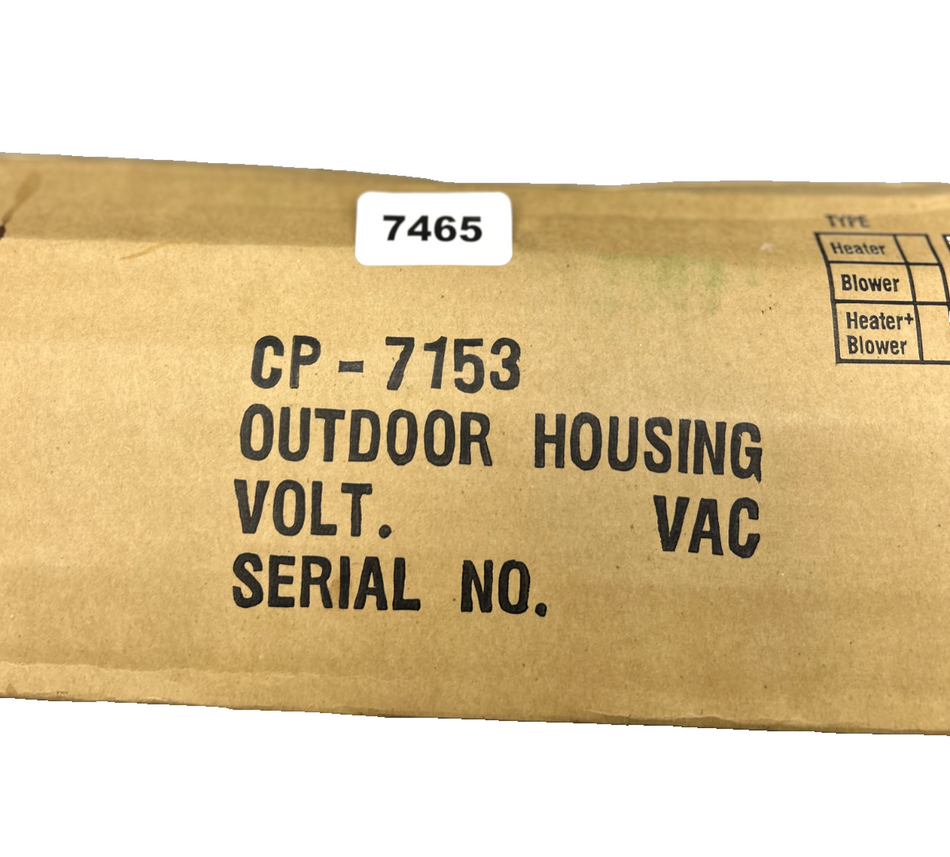 7465
TYPE
Heater
Blower
Heater+
Blower
CP - 7153
OUTDOOR HOUSING
VOLT. VAC
SERIAL NO.